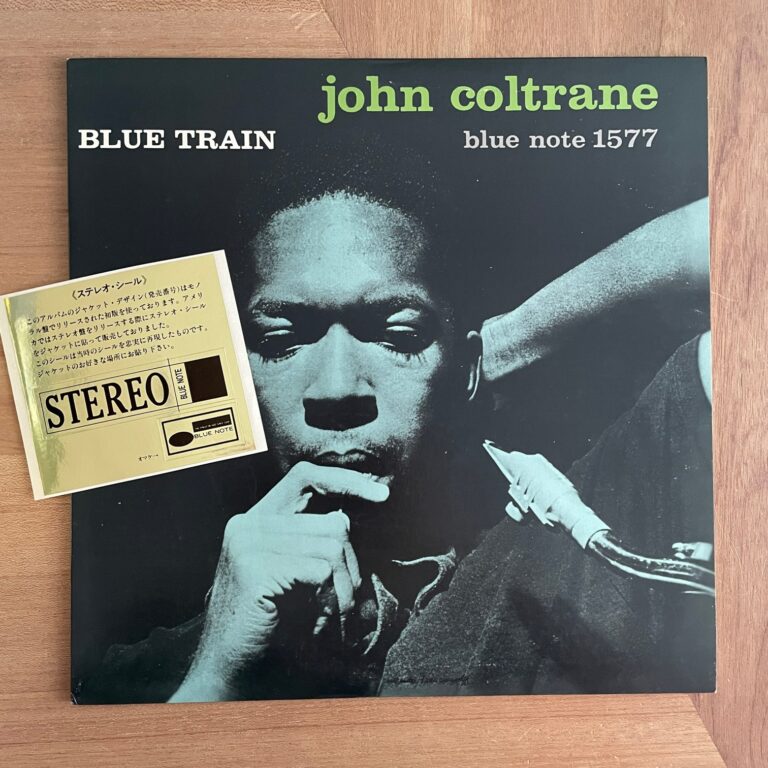 john coltrane
BLUE TRAIN
blue note 1577
《ステレオ・シール》
このアルバムのジャケット・デザイン(発売番号)はモノ
ラル盤でリリースされた初版を使っております。アメリ
カではステレオ盤をリリースする際にステレオ・シール
をジャケットに貼って販売しておりました。
このシールは当時のシールを忠実に再現したものです。
ジャケットのお好きな場所にお貼り下さい。
STEREO
BLUE NOTE
BLUE NOTE